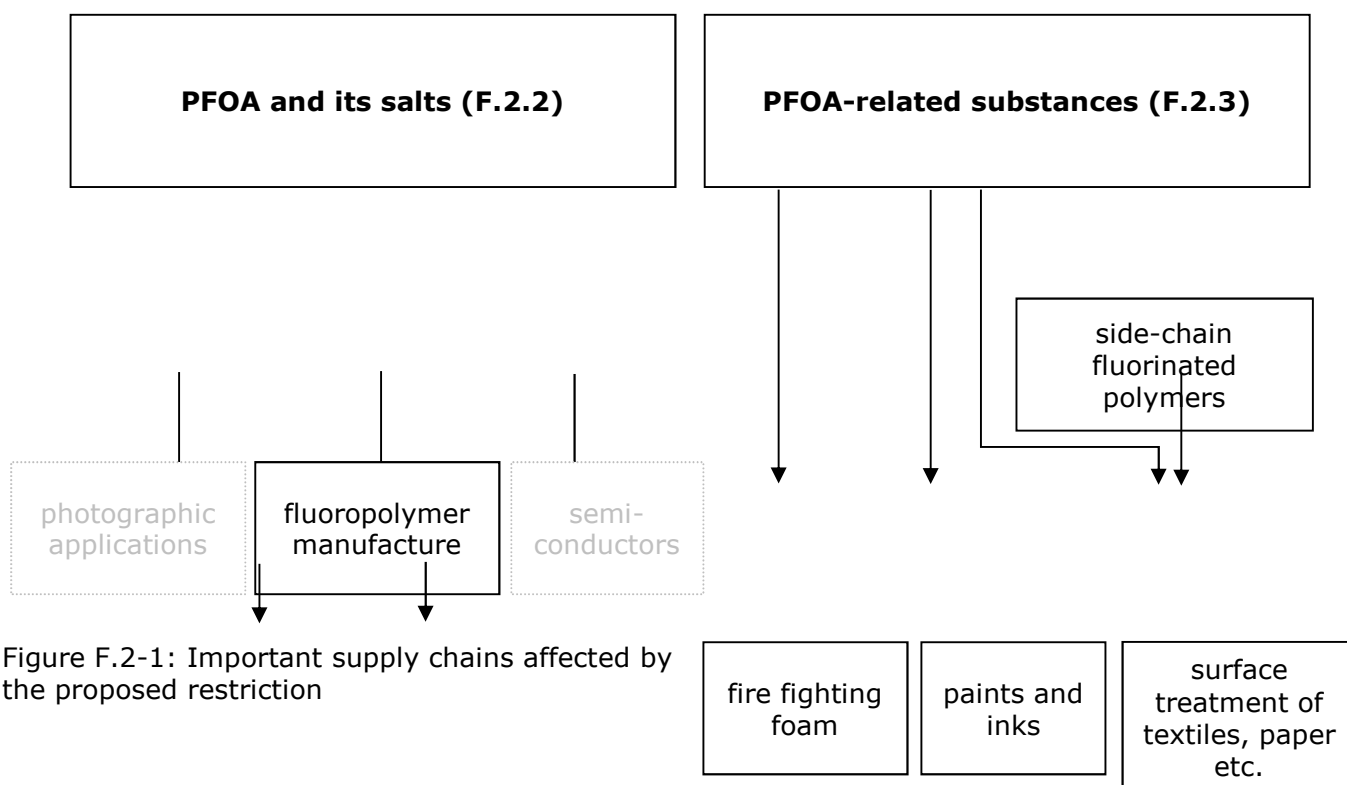 PFOA and its salts (F.2.2)
PFOA-related substances (F.2.3)
side-chain
fluorinated
polymers
photographic
applications
fluoropolymer
manufacture
semi-
conductors
Figure F.2-1: Important supply chains affected by
the proposed restriction
fire fighting
foam
paints and
inks
surface
treatment of
textiles, paper
etc.